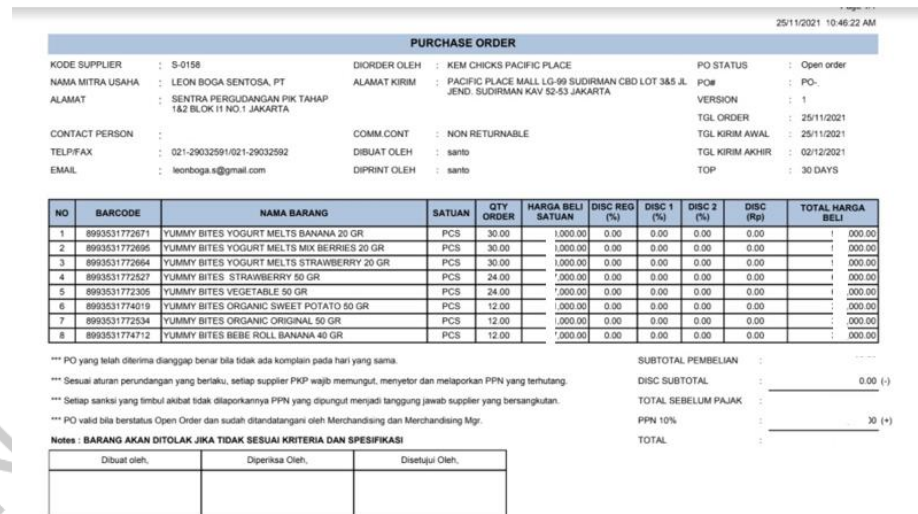 25/11/2021 10:46:22 AM
PURCHASE ORDER
KODE SUPPLIER : S-0158 DIORDER OLEH : KEM CHICKS PACIFIC PLACE PO STATUS : Open order
NAMA MITRA USAHA : LEON BOGA SENTOSA, PT ALAMAT KIRIM : PACIFIC PLACE MALL LG-99 SUDIRMAN CBD LOT 3&5 JL PO# : PO-
JEND. SUDIRMAN KAV 52-53 JAKARTA
ALAMAT : SENTRA PERGUDANGAN PIK TAHAP VERSION : 1
1&2 BLOK I1 NO.1 JAKARTA
TGL ORDER : 25/11/2021
CONTACT PERSON : COMM.CONT : NON RETURNABLE TGL KIRIM AWAL : 25/11/2021
TELP/FAX : 021-29032591/021-29032592 DIBUAT OLEH : santo TGL KIRIM AKHIR : 02/12/2021
EMAIL : leonboga.s@gmail.com DIPRINT OLEH : santo TOP : 30 DAYS
NO BARCODE NAMA BARANG SATUAN QTY ORDER HARGA BELI SATUAN DISC REG (%) DISC 1 (%) DISC 2 (%) DISC (Rp) TOTAL HARGA BELI
1 8993531772671 YUMMY BITES YOGURT MELTS BANANA 20 GR PCS 30.00 ,000.00 0.00 0.00 0.00 0.00 ,000.00
2 8993531772695 YUMMY BITES YOGURT MELTS MIX BERRIES 20 GR PCS 30.00 ,000.00 0.00 0.00 0.00 0.00 ,000.00
3 8993531772664 YUMMY BITES YOGURT MELTS STRAWBERRY 20 GR PCS 30.00 ,000.00 0.00 0.00 0.00 0.00 ,000.00
4 8993531772527 YUMMY BITES STRAWBERRY 50 GR PCS 24.00 ,000.00 0.00 0.00 0.00 0.00 ,000.00
5 8993531772305 YUMMY BITES VEGETABLE 50 GR PCS 24.00 ,000.00 0.00 0.00 0.00 0.00 ,000.00
6 8993531774019 YUMMY BITES ORGANIC SWEET POTATO 50 GR PCS 12.00 ,000.00 0.00 0.00 0.00 0.00 ,000.00
7 8993531772534 YUMMY BITES ORGANIC ORIGINAL 50 GR PCS 12.00 ,000.00 0.00 0.00 0.00 0.00 ,000.00
8 8993531774712 YUMMY BITES BEBE ROLL BANANA 40 GR PCS 12.00 ,000.00 0.00 0.00 0.00 0.00 000.00
*** PO yang telah diterima dianggap benar bila tidak ada komplain pada hari yang sama. SUBTOTAL PEMBELIAN :
*** Sesuai aturan perundangan yang berlaku, setiap supplier PKP wajib memungut, menyetor dan melaporkan PPN yang terhutang. DISC SUBTOTAL : 0.00 (-)
*** Setiap sanksi yang timbul akibat tidak dilaporkannya PPN yang dipungut menjadi tanggung jawab supplier yang bersangkutan. TOTAL SEBELUM PAJAK :
*** PO valid bila berstatus Open Order dan sudah ditandatangani oleh Merchandising dan Merchandising Mgr. PPN 10% : (+)
Notes : BARANG AKAN DITOLAK JIKA TIDAK SESUAI KRITERIA DAN SPESIFIKASI TOTAL :
Dibuat oleh, Diperiksa Oleh, Disetujui Oleh,